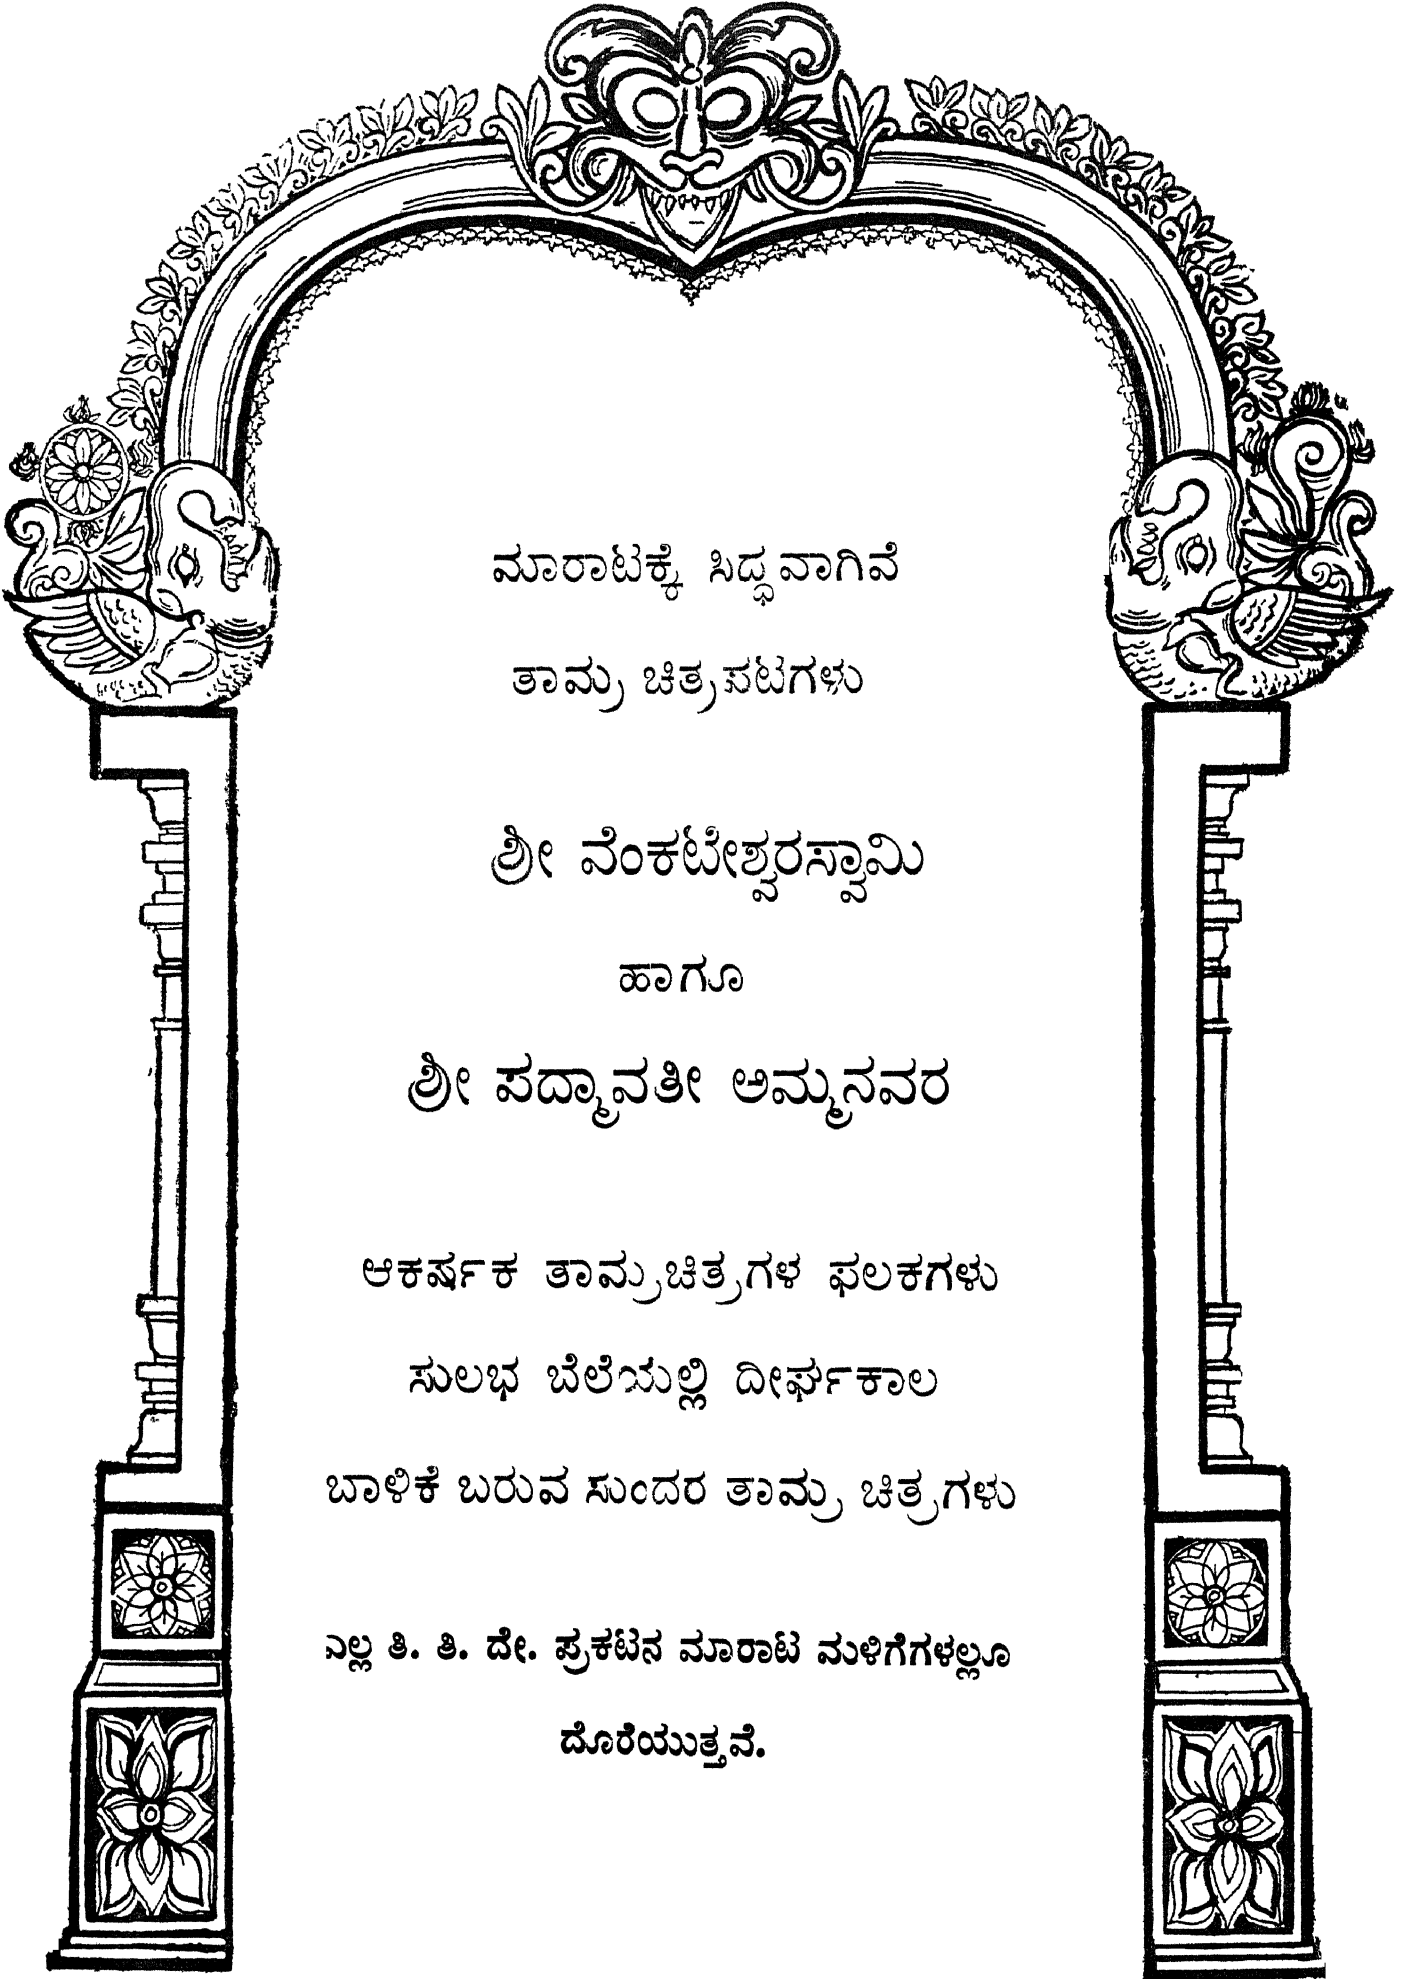 ಮಾರಾಟಕ್ಕೆ ಸಿದ್ಧವಾಗಿವೆ
ತಾಮ್ರ ಚಿತ್ರಪಟಗಳು
ಶ್ರೀ ವೆಂಕಟೇಶ್ವರಸ್ವಾಮಿ
ಹಾಗೂ
ಶ್ರೀ ಪದ್ಮಾವತೀ ಅಮ್ಮನವರ
ಆಕರ್ಷಕ ತಾಮ್ರಚಿತ್ರಗಳ ಫಲಕಗಳು
ಸುಲಭ ಬೆಲೆಯಲ್ಲಿ ದೀರ್ಘಕಾಲ
ಬಾಳಿಕೆ ಬರುವ ಸುಂದರ ತಾಮ್ರ ಚಿತ್ರಗಳು
ಎಲ್ಲ ತಿ. ತಿ. ದೇ. ಪ್ರಕಟನ ಮಾರಾಟ ಮಳಿಗೆಗಳಲ್ಲೂ
ದೊರೆಯುತ್ತವೆ.